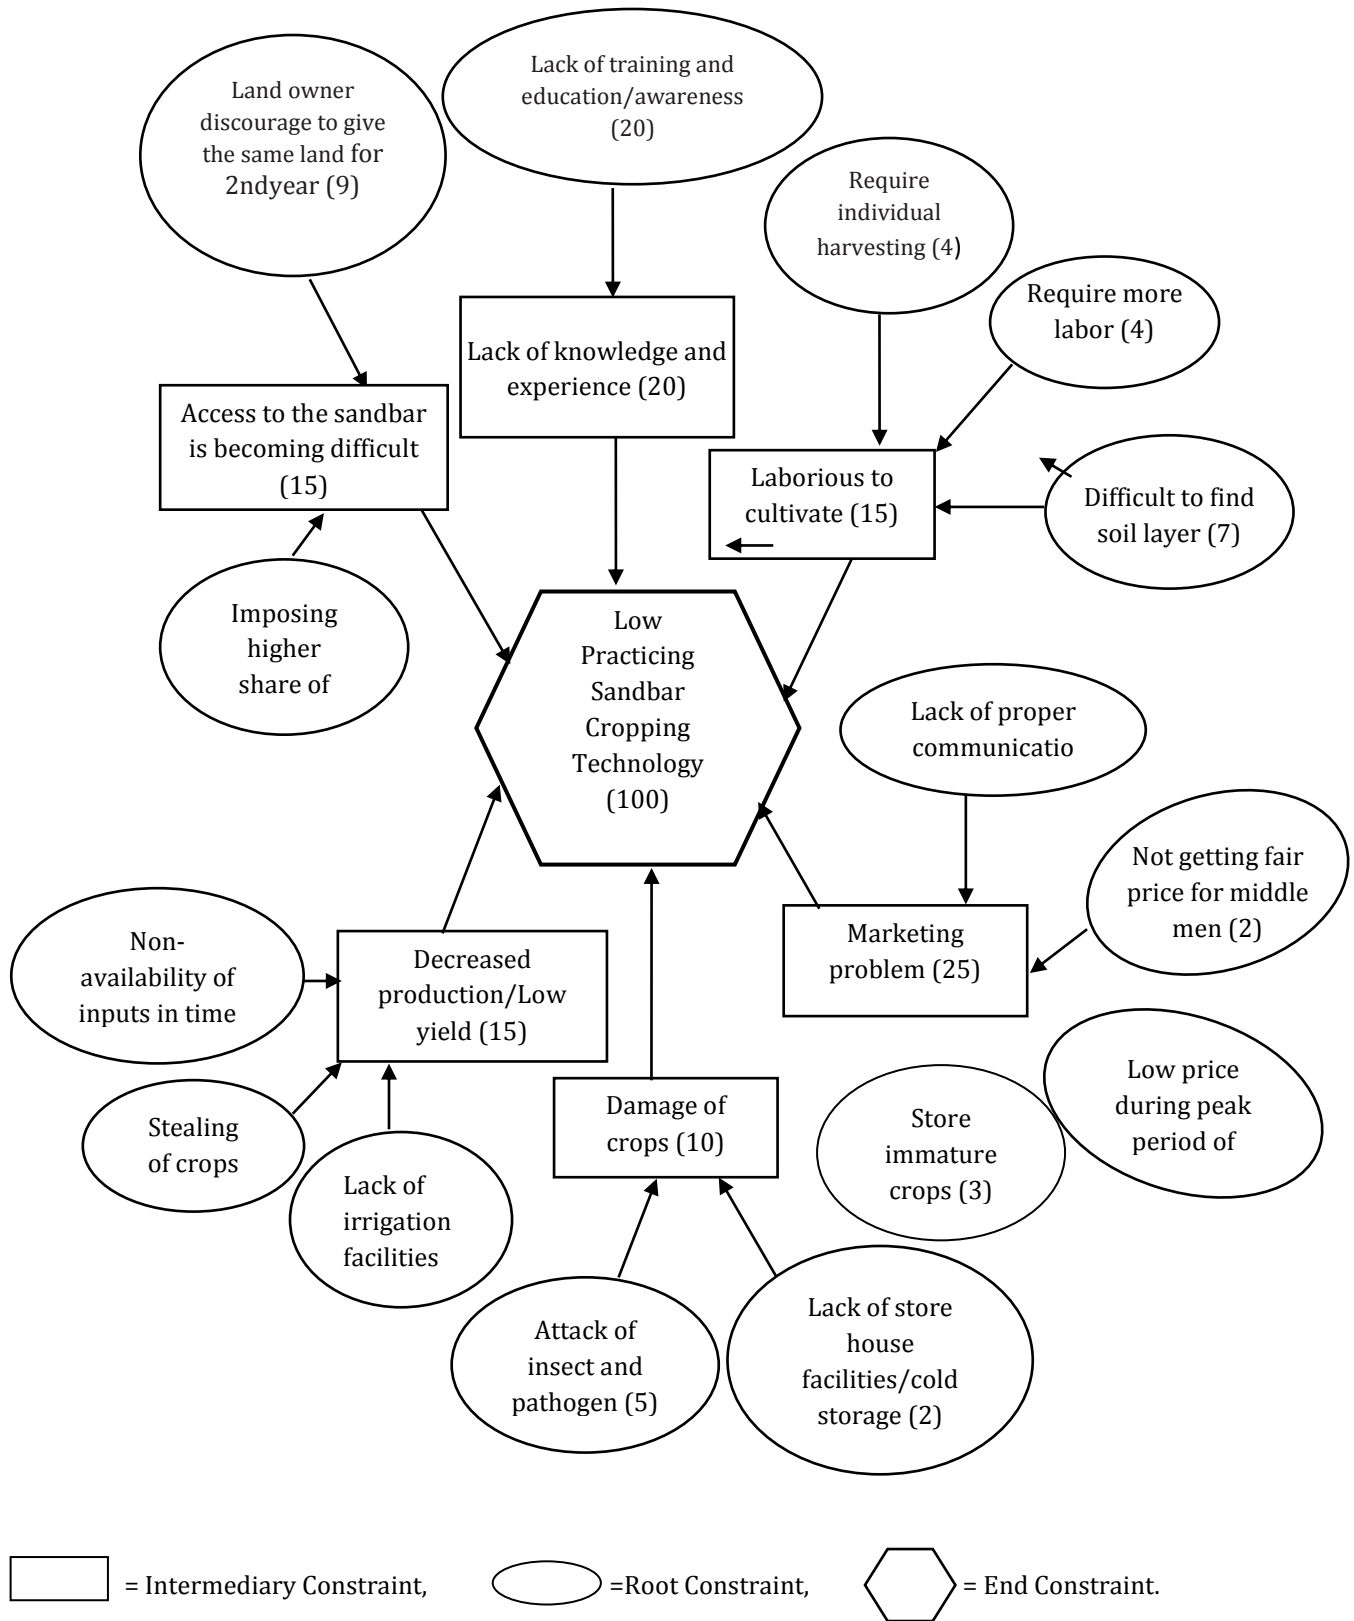 Land owner
discourage to give
the same land for
2ndyear (9)
Lack of training and
education/awareness
(20)
Require
individual
harvesting (4)
Require more
labor (4)
Lack of knowledge and
experience (20)
Access to the sandbar
is becoming difficult
(15)
Laborious to
cultivate (15)
Difficult to find
soil layer (7)
Imposing
higher
share of
Low
Practicing
Sandbar
Cropping
Technology
(100)
Lack of proper
communicatio
Not getting fair
price for middle
men (2)
Marketing
problem (25)
Non-
availability of
inputs in time
Decreased
production/Low
yield (15)
Stealing
of crops
Lack of
irrigation
facilities
Damage of
crops (10)
Store
immature
crops (3)
Low price
during peak
period of
Attack of
insect and
pathogen (5)
Lack of store
house
facilities/cold
storage (2)
= Intermediary Constraint,
=Root Constraint,
= End Constraint.